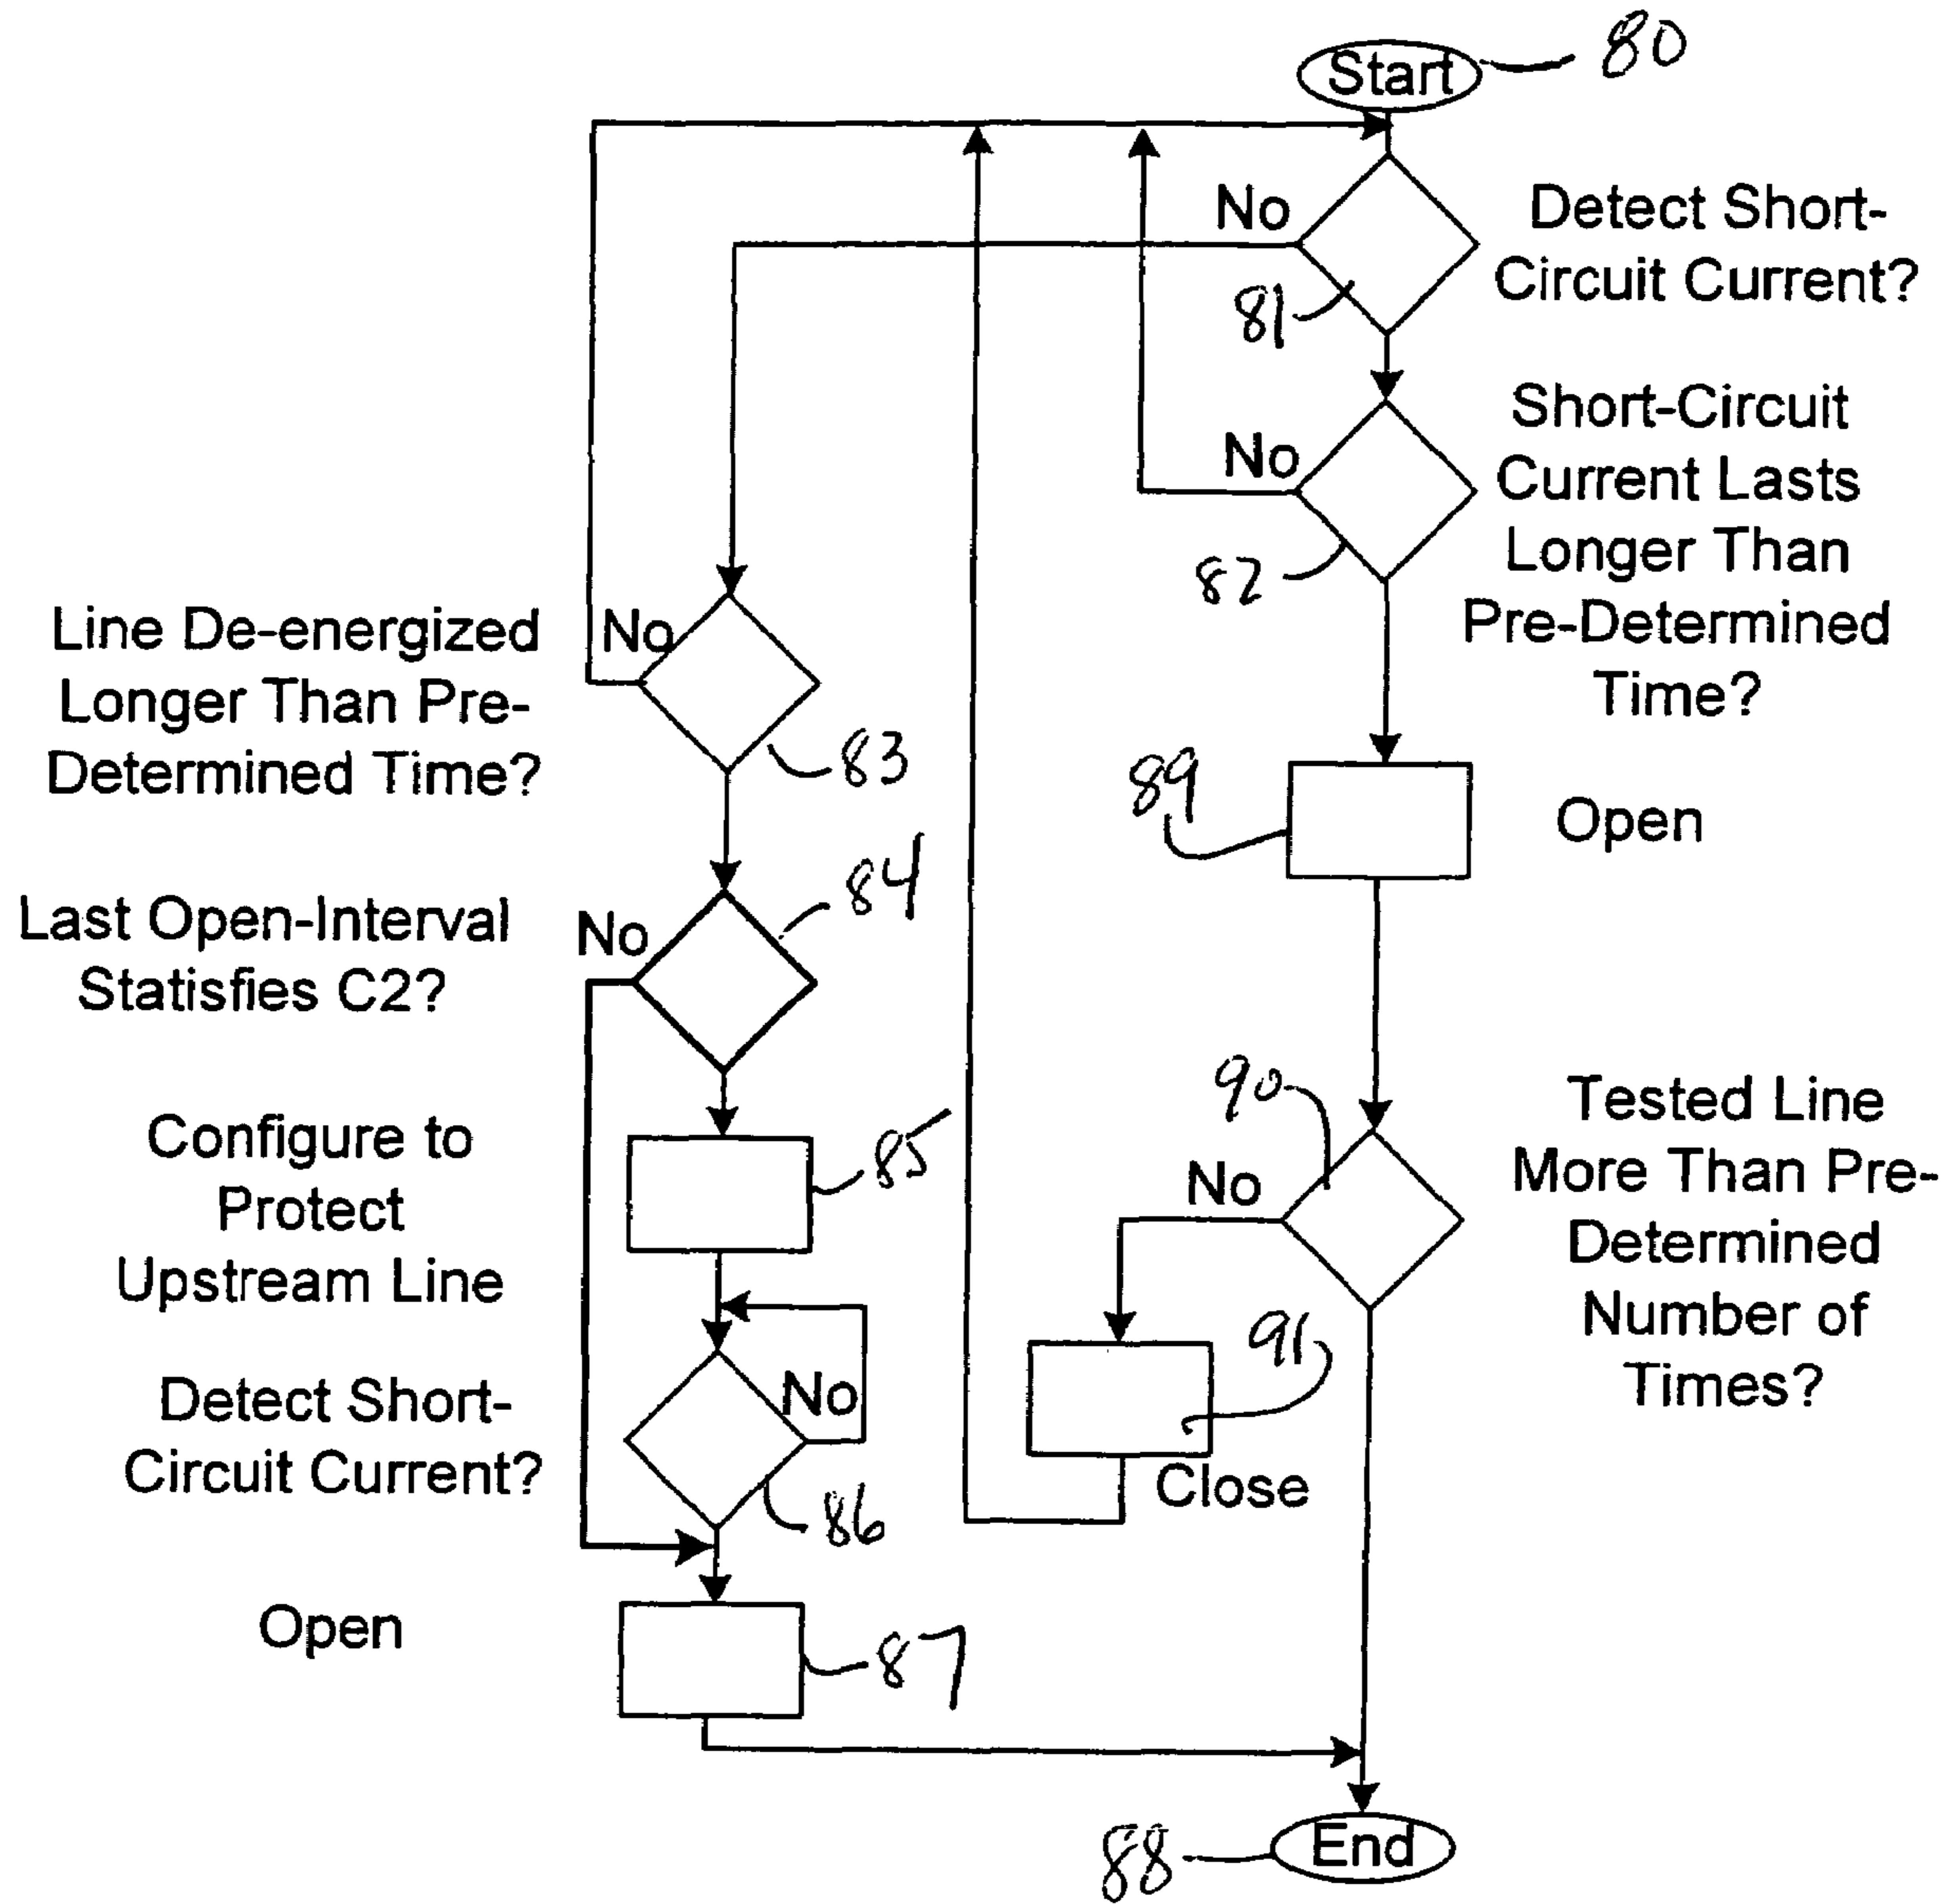 Start
80
No
Detect Short-
Circuit Current?
81
Short-Circuit
Current Lasts
Longer Than
Pre-Determined
Time?
No
82
Line De-energized
Longer Than Pre-
Determined Time?
No
83
89
Open
Last Open-Interval
Statisfies C2?
No
84
Configure to
Protect
Upstream Line
85
90
Tested Line
More Than Pre-
Determined
Number of
Times?
No
Detect Short-
Circuit Current?
No
86
91
Close
Open
87
88
End